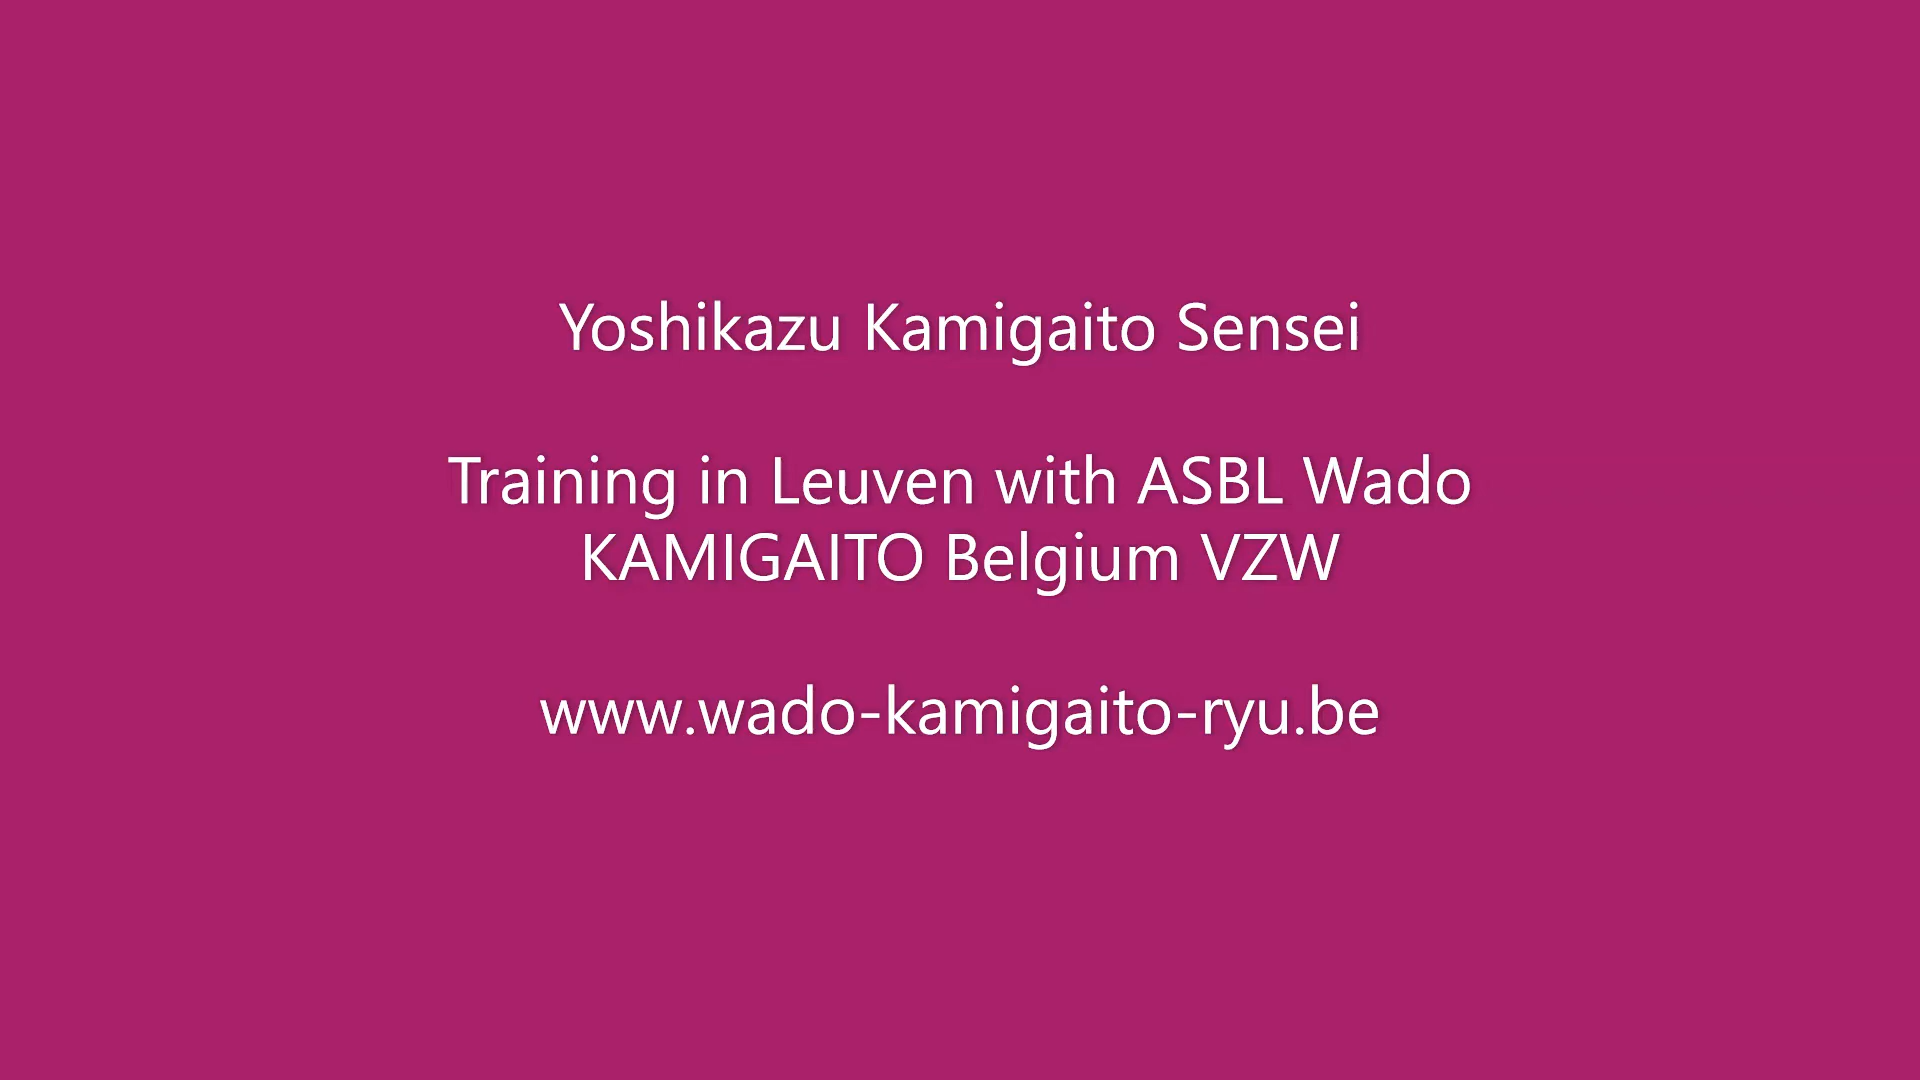 Yoshikazu Kamigaito Sensei
Training in Leuven with ASBL Wado
KAMIGAITO Belgium VZW
www.wado-kamigaito-ryu.be